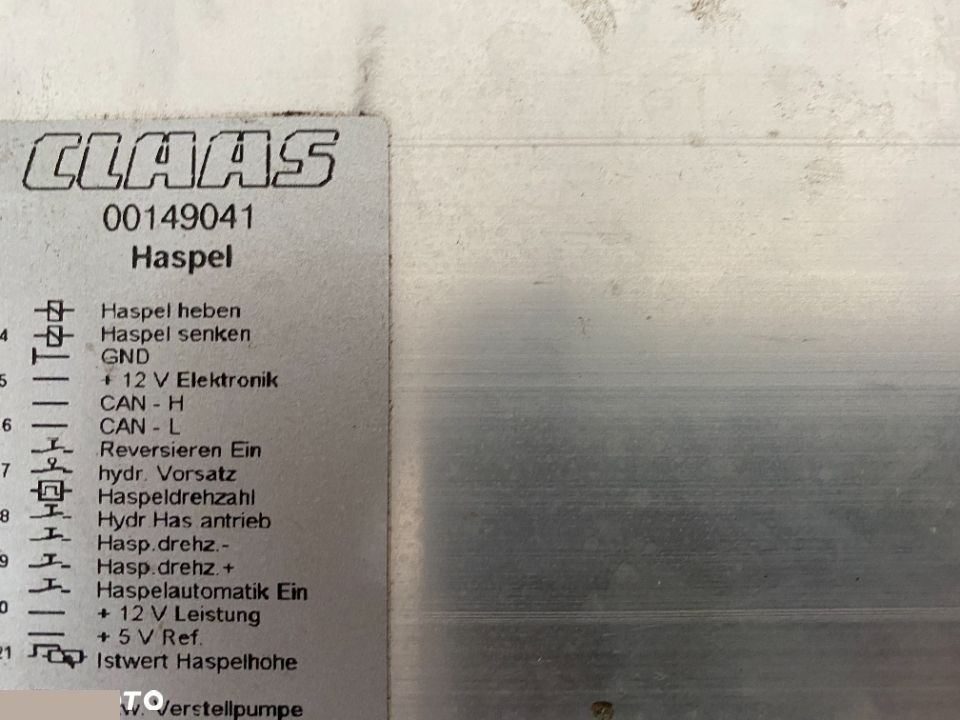 CLAAS
00149041
Haspel
Haspel heben
4 Haspel senken
GND
5 + 12 V Elektronik
CAN - H
6 CAN - L
Reversieren Ein
7 hydr. Vorsatz
Haspeldrehzahl
8 Hydr.Has antrieb
Hasp.drehz.-
9 Hasp.drehz.+
Haspelautomatik Ein
0 + 12 V Leistung
+ 5 V Ref.
21 Istwert Haspelhöhe
Verstellpumpe